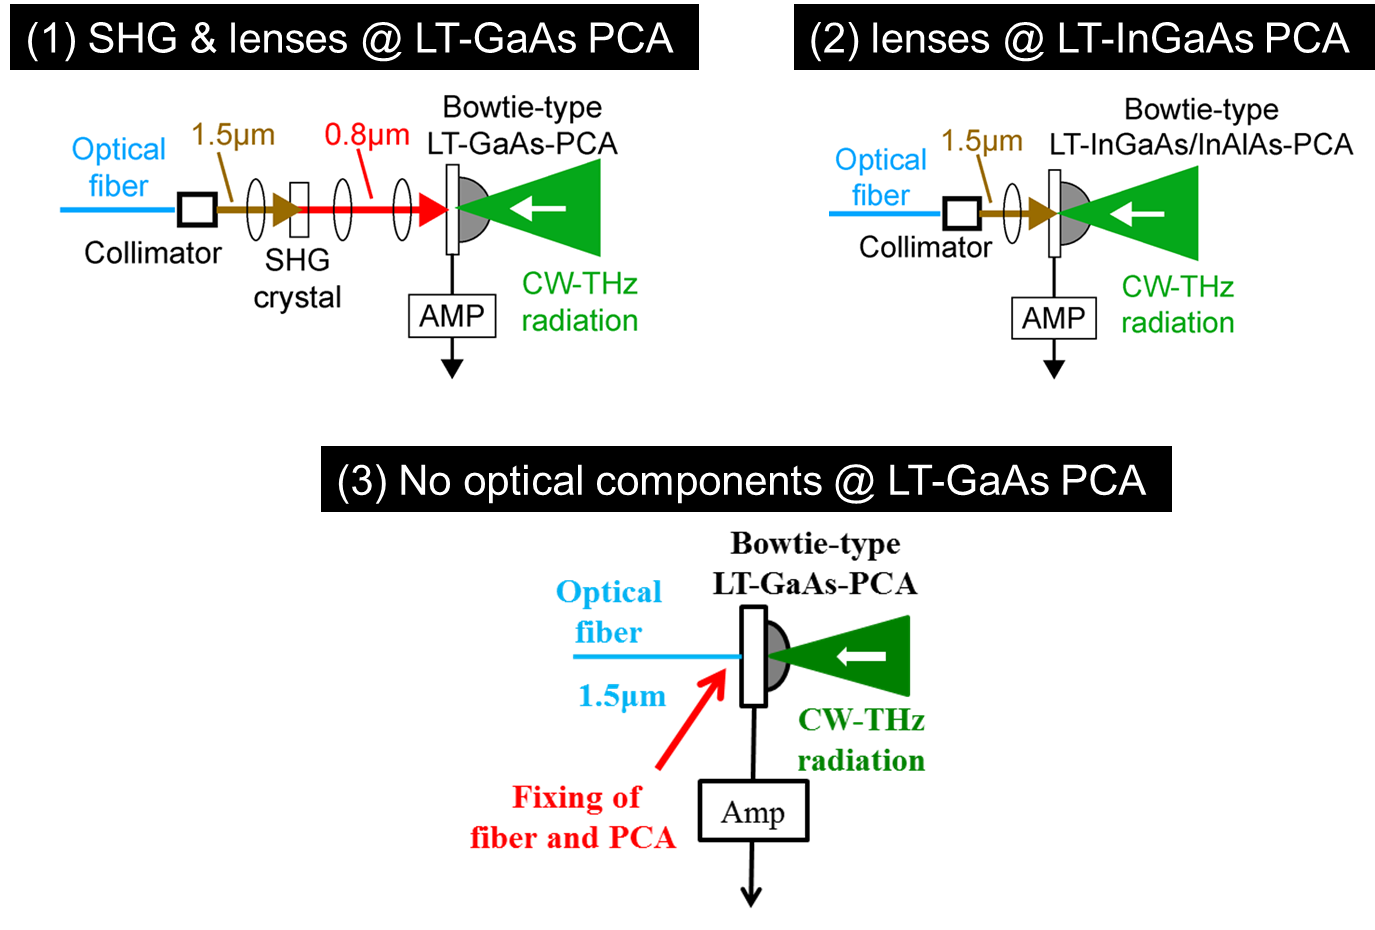 (1) SHG & lenses @ LT-GaAs PCA
Bowtie-type
LT-GaAs-PCA
1.5µm
0.8µm
Optical
fiber
Collimator
SHG
crystal
CW-THz
radiation
AMP
(2) lenses @ LT-InGaAs PCA
Bowtie-type
LT-InGaAs/InAlAs-PCA
1.5µm
Optical
fiber
Collimator
CW-THz
radiation
AMP
(3) No optical components @ LT-GaAs PCA
Bowtie-type
LT-GaAs-PCA
Optical
fiber
1.5µm
CW-THz
radiation
Fixing of
fiber and PCA
Amp